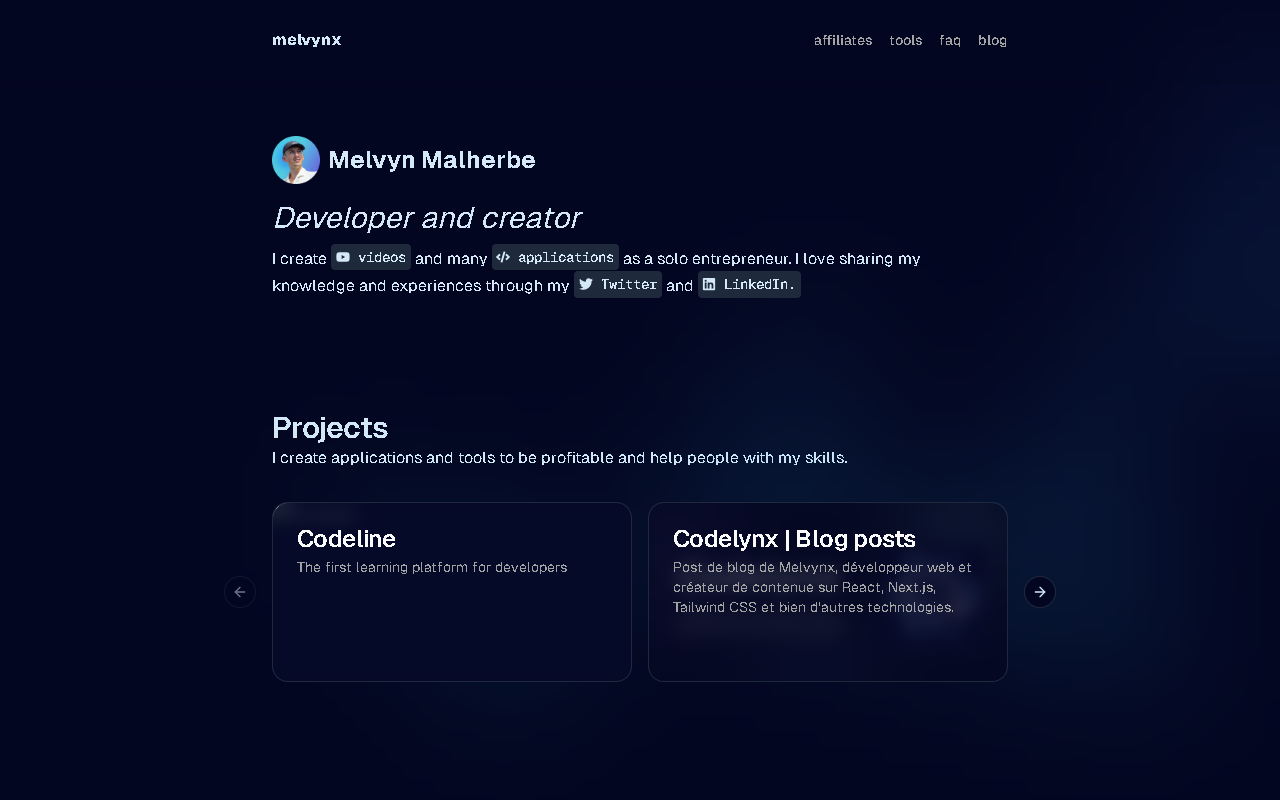 melvynx
affiliates tools faq blog
Melvyn Malherbe
Developer and creator
I create videos and many applications as a solo entrepreneur. I love sharing my
knowledge and experiences through my Twitter and LinkedIn.
Projects
I create applications and tools to be profitable and help people with my skills.
Codeline
The first learning platform for developers
Codelynx | Blog posts
Post de blog de Melvynx, développeur web et
créateur de contenue sur React, Next.js,
Tailwind CSS et bien d'autres technologies.